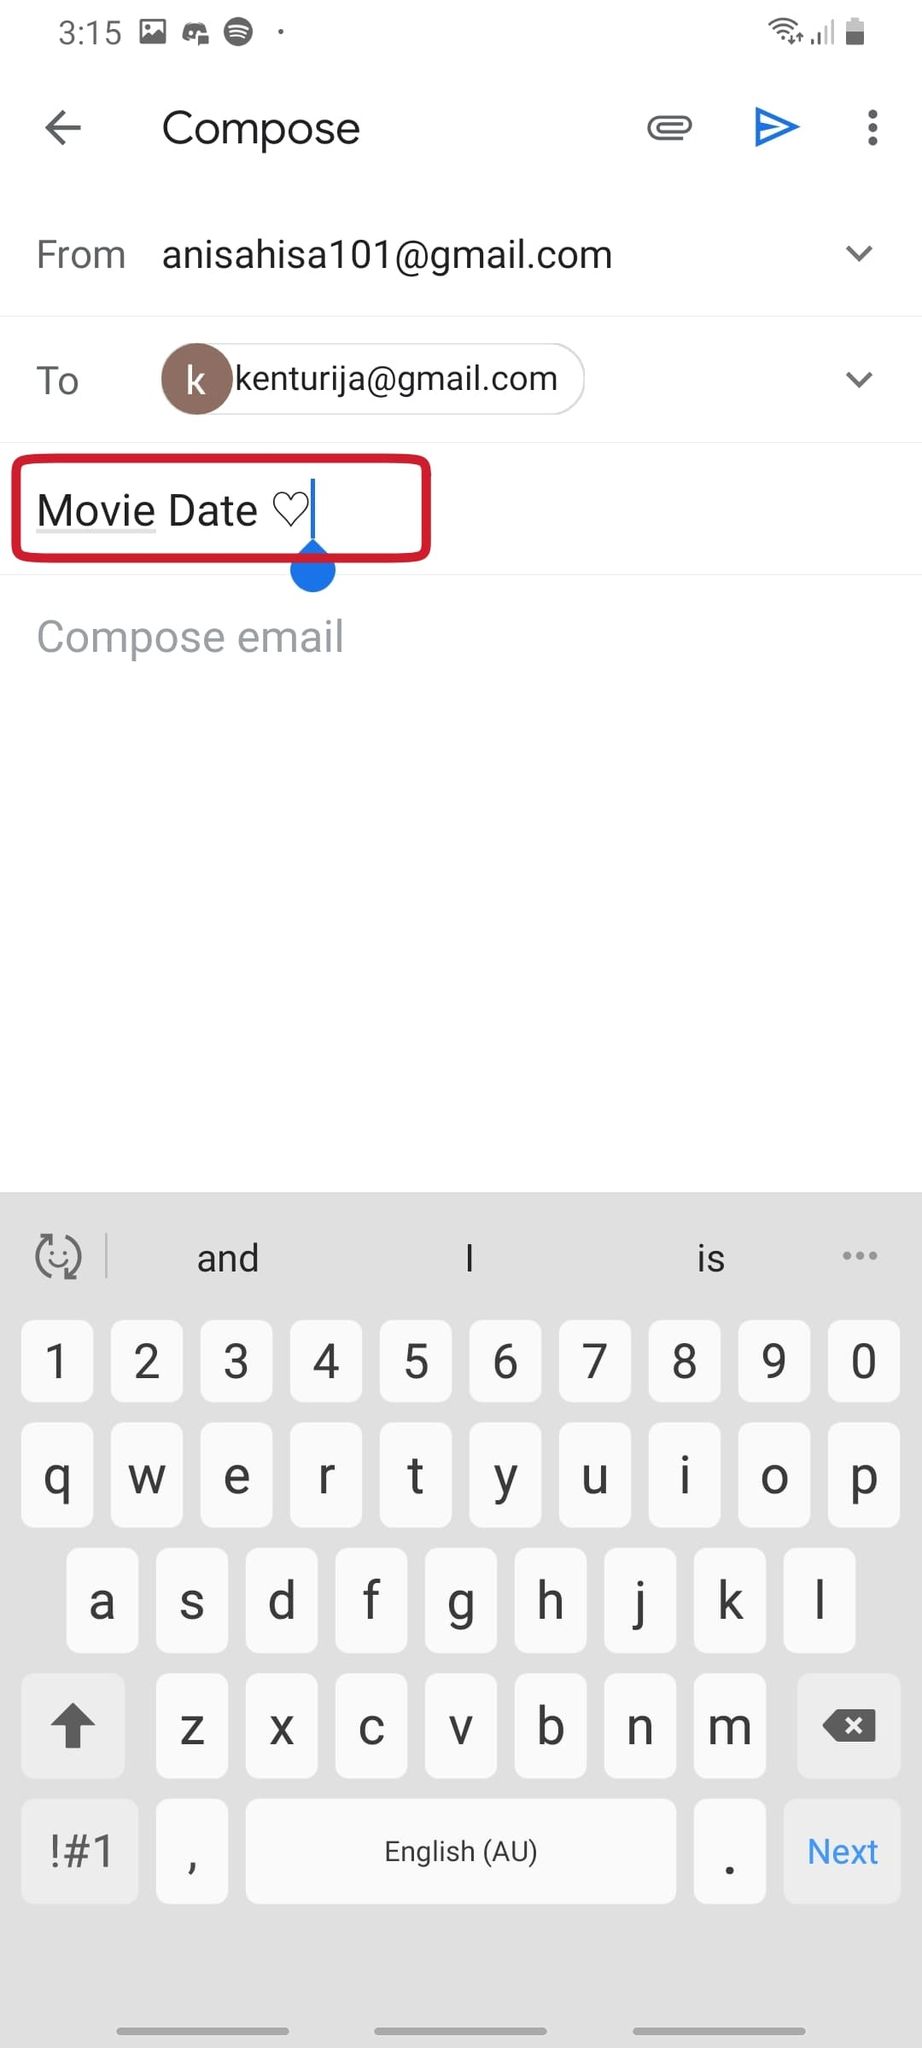 3:15
Compose
From anisahisa101@gmail.com
To k kenturija@gmail.com
Movie Date ♡
Compose email
and I is
1 2 3 4 5 6 7 8 9 0
q w e r t y u i o p
a s d f g h j k l
z x c v b n m
!#1 , English (AU) . Next